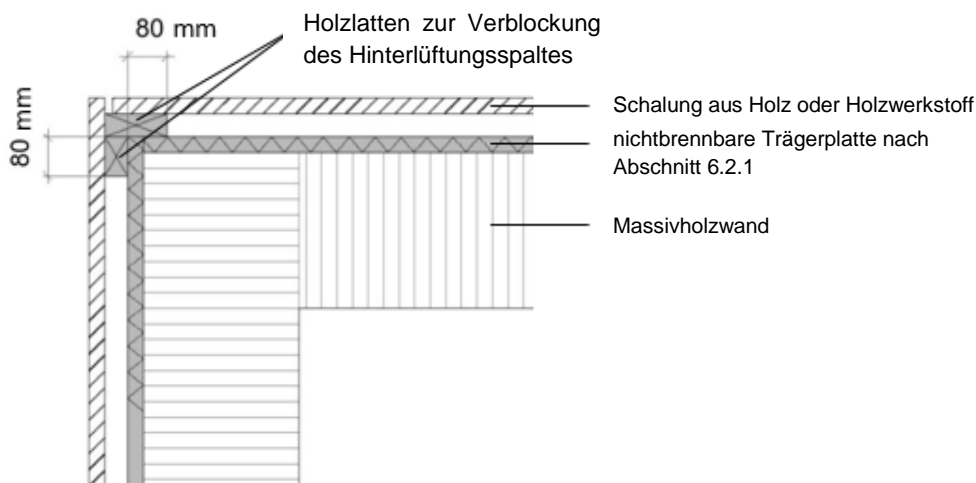 80 mm
Holzlatten zur Verblockung
des Hinterlüftungsspaltes
80 mm
Schalung aus Holz oder Holzwerkstoff
nichtbrennbare Trägerplatte nach
Abschnitt 6.2.1
Massivholzwand